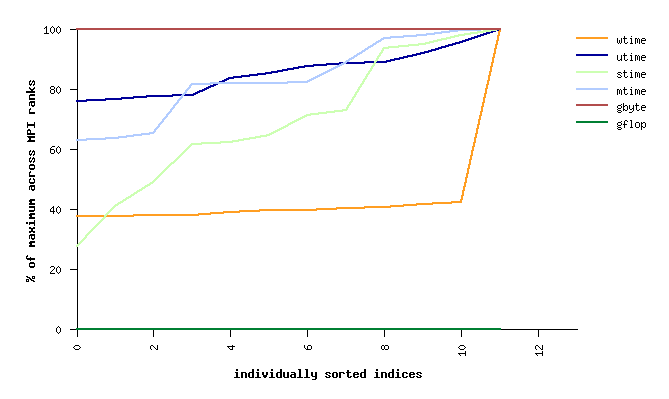 100
80
60
40
20
0
% of maximum across MPI ranks
0
2
4
6
8
10
12
individually sorted indices
wtime
utime
stime
mtime
gbyte
gflop